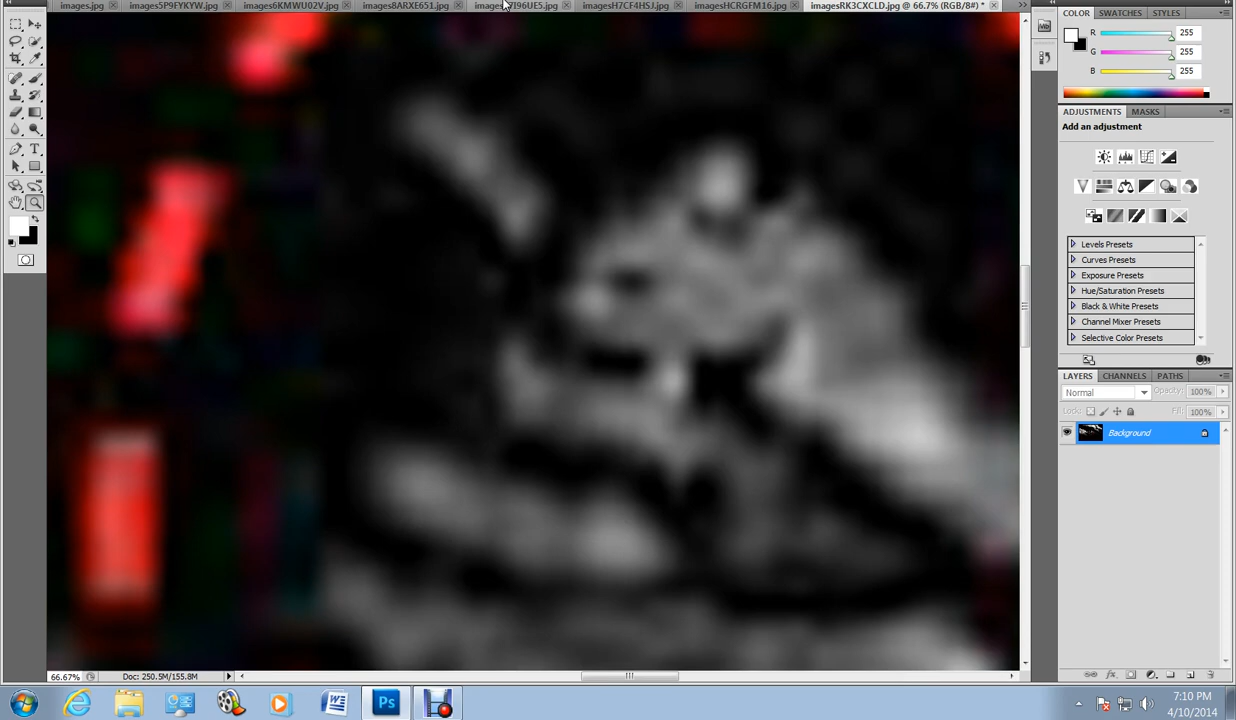 images.jpg
images5P9FYKYW.jpg
images6KMWU02V.jpg
images8ARXE651.jpg
imagesH7CF4HSJ.jpg
imagesHCRGFM16.jpg
imagesRK3CXCLD.jpg @ 66.7% (RGB/8#) *
COLOR SWATCHES STYLES
R 255
G 255
B 255
ADJUSTMENTS MASKS
Add an adjustment
Levels Presets
Curves Presets
Exposure Presets
Hue/Saturation Presets
Black & White Presets
Channel Mixer Presets
Selective Color Presets
LAYERS CHANNELS PATHS
Normal Opacity: 100%
Lock: Fill: 100%
Background
66.67% Doc: 250.5M/155.8M
Ps
7:10 PM
4/10/2014